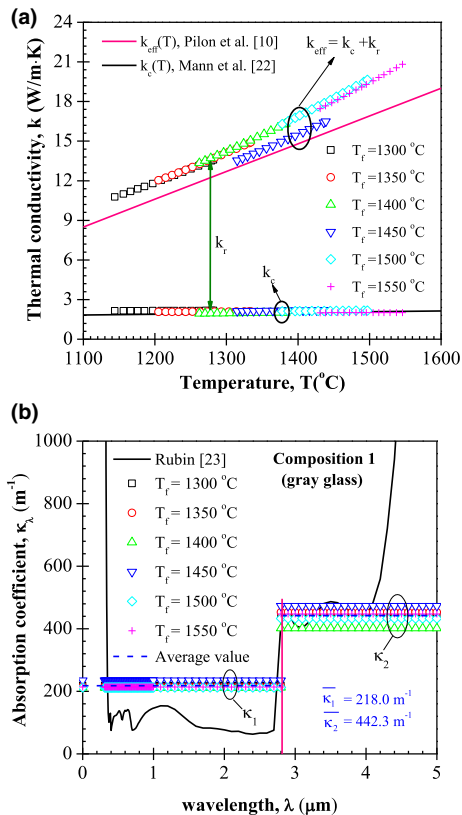 (a)
24
21
18
15
12
9
6
3
0
Thermal conductivity, k (W/m·K)
k_eff(T), Pilon et al. [10]
k_c(T), Mann et al. [22]
k_eff = k_c + k_r
T_f = 1300 °C
T_f = 1350 °C
T_f = 1400 °C
T_f = 1450 °C
T_f = 1500 °C
T_f = 1550 °C
k_r
k_c
1100 1200 1300 1400 1500 1600
Temperature, T(°C)
(b)
1000
800
600
400
200
0
Absorption coefficient, κ_λ (m⁻¹)
Rubin [23]
T_f = 1300 °C
T_f = 1350 °C
T_f = 1400 °C
T_f = 1450 °C
T_f = 1500 °C
T_f = 1550 °C
Average value
Composition 1
(gray glass)
κ_1
κ_2
κ̅_1 = 218.0 m⁻¹
κ̅_2 = 442.3 m⁻¹
0 1 2 3 4 5
wavelength, λ (μm)